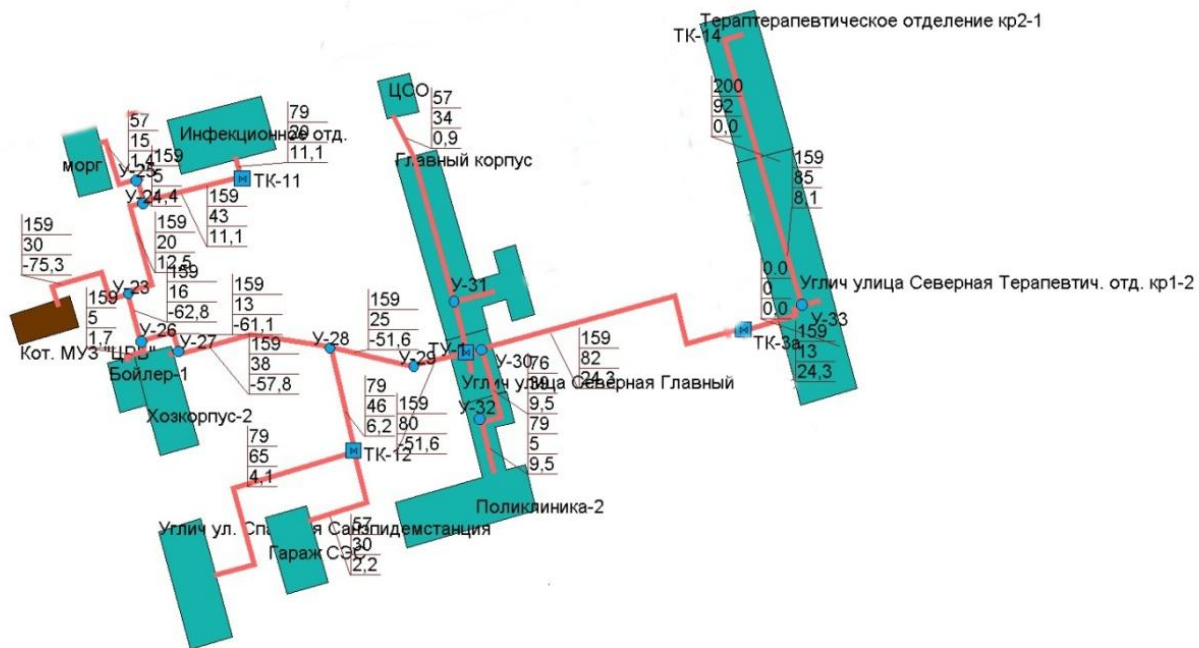 Тераптерапевтическое отделение кр2-1
ТК-14
200
92
0,0
159
85
8,1
ЦСО
57
34
0,9
Главный корпус
57
15
1,4
79
20
11,1
Инфекционное отд.
морг
159
5
У-25
У-24
ТК-11
159
43
11,1
159
30
-75,3
159
20
12,5
У-23
159
16
-62,8
159
13
-61,1
159
5
1,7
У-26
У-27
Кот. МУЗ "ЦРБ"
Бойлер-1
Хозкорпус-2
159
38
-57,8
У-28
159
25
-51,6
У-29
У-31
ТУ-1
У-30
159
82
24,3
0.0
0
0.0
Углич улица Северная Терапевтич. отд. кр1-2
У-33
ТК-3а
159
13
24,3
Углич улица Северная Главный
76
39
9,5
У-32
79
5
9,5
79
46
6,2
159
80
-51,6
ТК-12
79
65
4,1
Поликлиника-2
Углич ул. Спасская Санэпидемстанция
Гараж СЭС
57
30
2,2